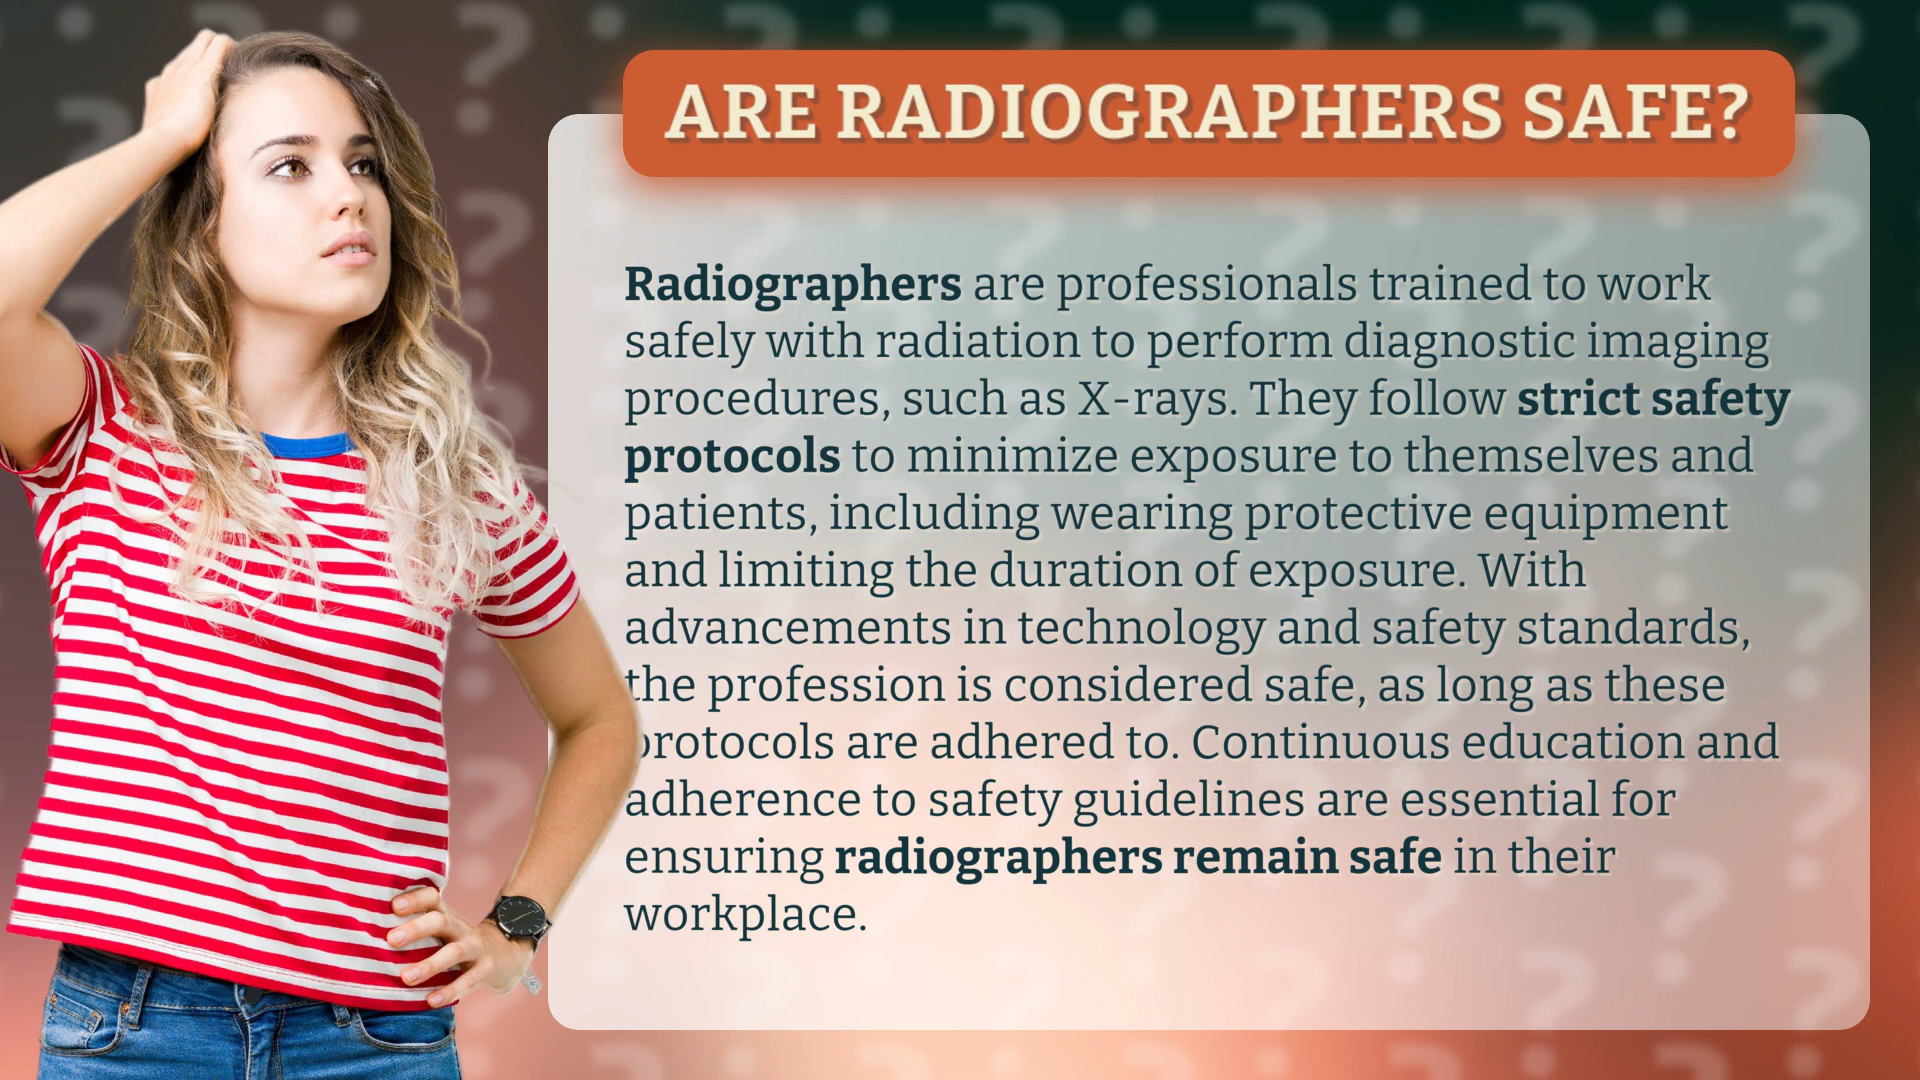 ARE RADIOGRAPHERS SAFE?
Radiographers are professionals trained to work
safely with radiation to perform diagnostic imaging
procedures, such as X-rays. They follow strict safety
protocols to minimize exposure to themselves and
patients, including wearing protective equipment
and limiting the duration of exposure. With
advancements in technology and safety standards,
the profession is considered safe, as long as these
protocols are adhered to. Continuous education and
adherence to safety guidelines are essential for
ensuring radiographers remain safe in their
workplace.